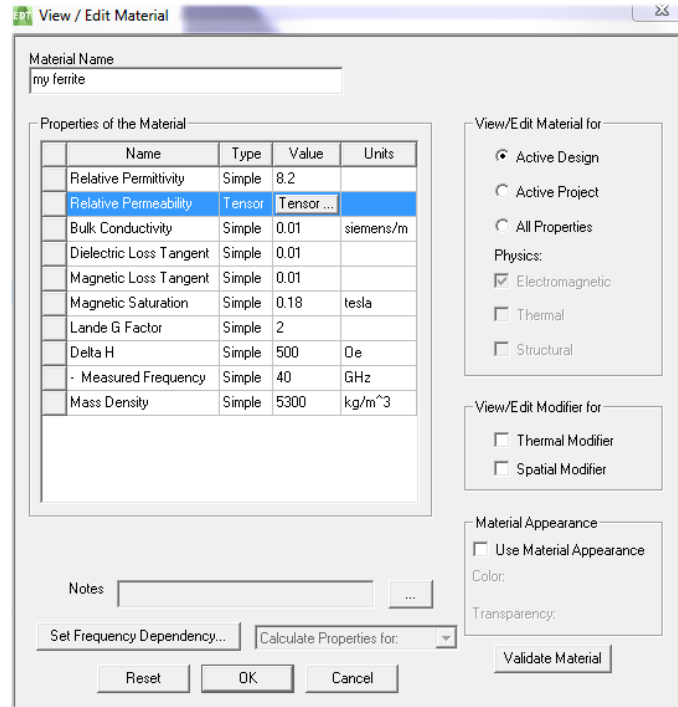 EDT View / Edit Material
Material Name
my ferrite
Properties of the Material
Name Type Value Units
Relative Permittivity Simple 8.2
Relative Permeability Tensor Tensor ...
Bulk Conductivity Simple 0.01 siemens/m
Dielectric Loss Tangent Simple 0.01
Magnetic Loss Tangent Simple 0.01
Magnetic Saturation Simple 0.18 tesla
Lande G Factor Simple 2
Delta H Simple 500 Oe
- Measured Frequency Simple 40 GHz
Mass Density Simple 5300 kg/m^3
View/Edit Material for
Active Design
Active Project
All Properties
Physics:
Electromagnetic
Thermal
Structural
View/Edit Modifier for
Thermal Modifier
Spatial Modifier
Material Appearance
Use Material Appearance
Color:
Transparency:
Notes ...
Set Frequency Dependency... Calculate Properties for:
Validate Material
Reset OK Cancel